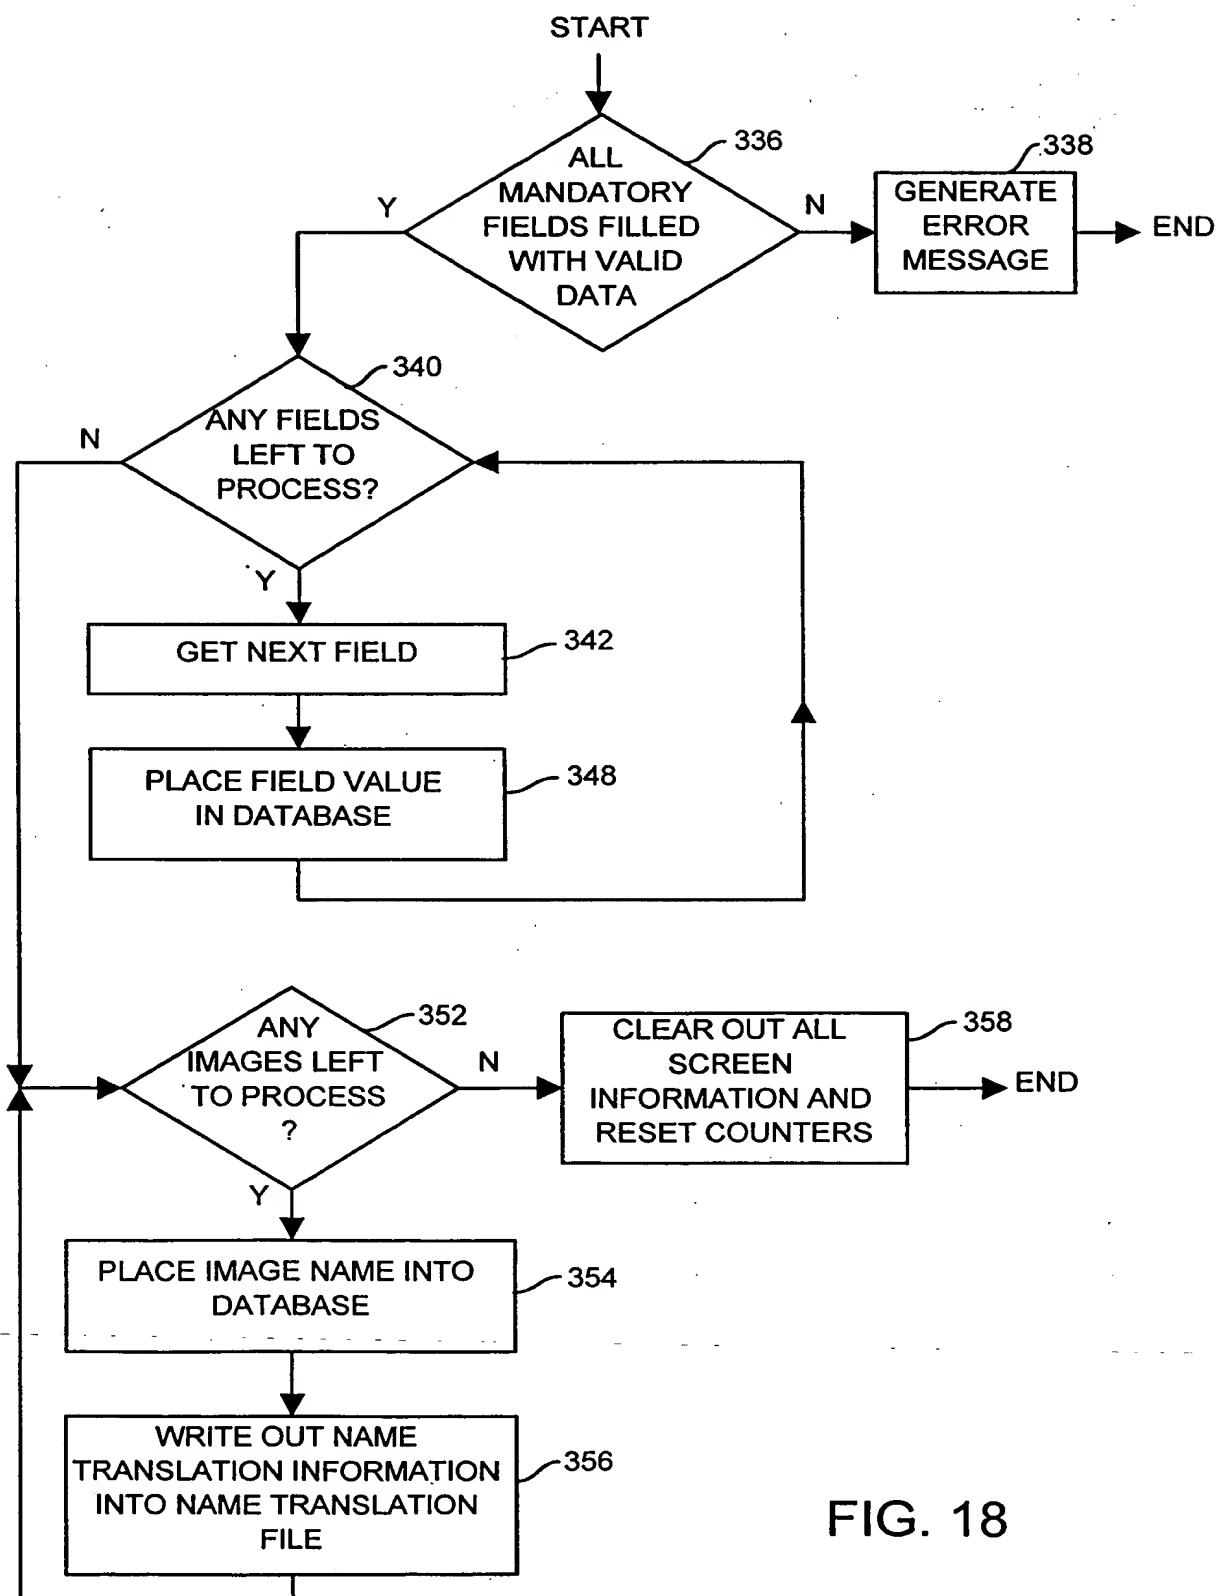 START
336
ALL
MANDATORY
FIELDS FILLED
WITH VALID
DATA
Y
N
338
GENERATE
ERROR
MESSAGE
END
340
ANY FIELDS
LEFT TO
PROCESS?
N
Y
GET NEXT FIELD
342
PLACE FIELD VALUE
IN DATABASE
348
ANY
IMAGES LEFT
TO PROCESS
?
352
N
CLEAR OUT ALL
SCREEN
INFORMATION AND
RESET COUNTERS
358
END
Y
PLACE IMAGE NAME INTO
DATABASE
354
WRITE OUT NAME
TRANSLATION INFORMATION
INTO NAME TRANSLATION
FILE
356
FIG. 18